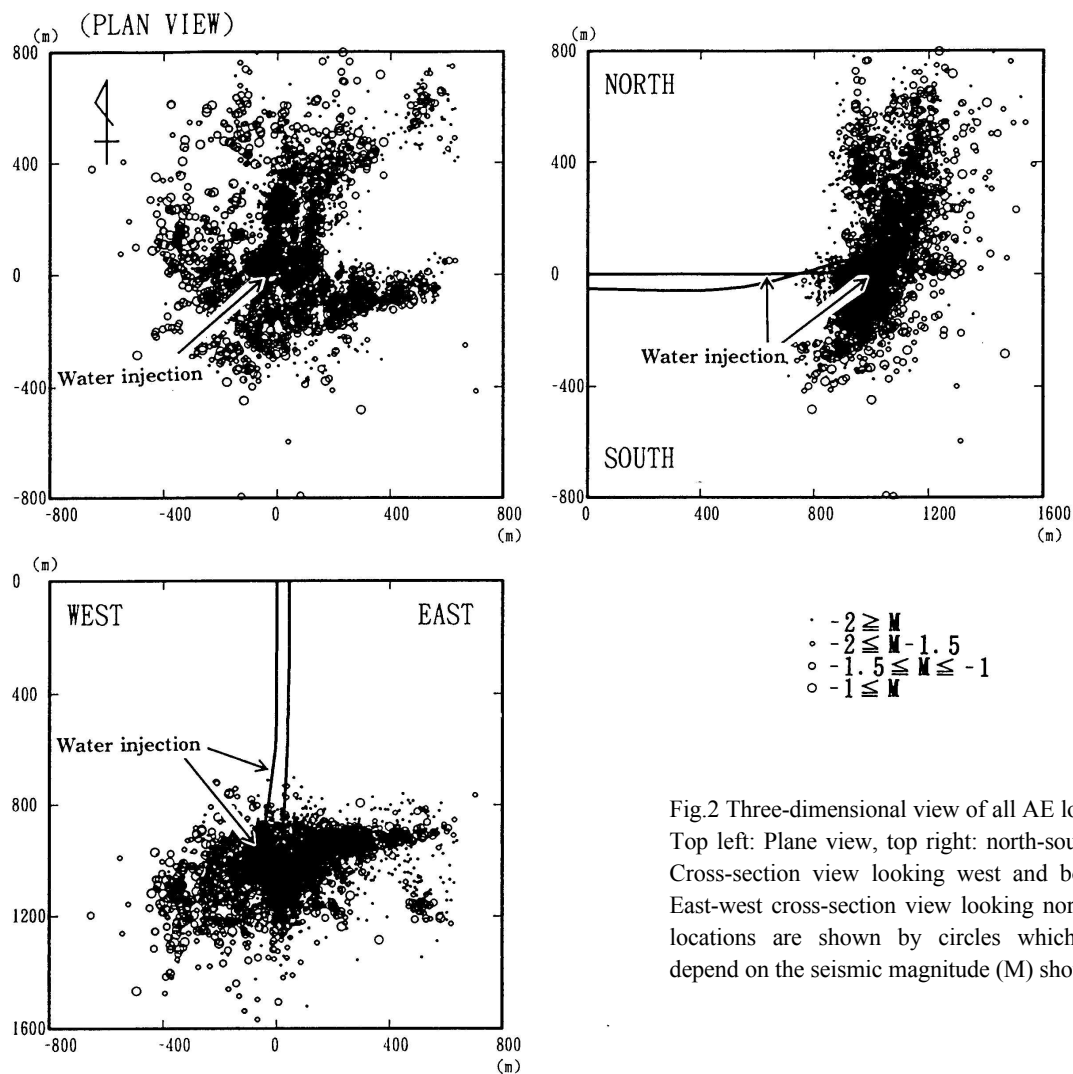 (PLAN VIEW)
(m)
800
400
0
-400
-800
-800
-400
0
400
800
(m)
Water injection
(m)
800
400
0
-400
-800
0
400
800
1200
1600
(m)
NORTH
Water injection
SOUTH
(m)
0
400
800
1200
1600
-800
-400
0
400
800
(m)
WEST EAST
Water injection
· -2 ≧ M
∘ -2 ≦ M-1.5
○ -1.5 ≦ M ≦ -1
○ -1 ≦ M
Fig.2 Three-dimensional view of all AE lo
Top left: Plane view, top right: north-sou
Cross-section view looking west and b
East-west cross-section view looking nor
locations are shown by circles which
depend on the seismic magnitude (M) sho